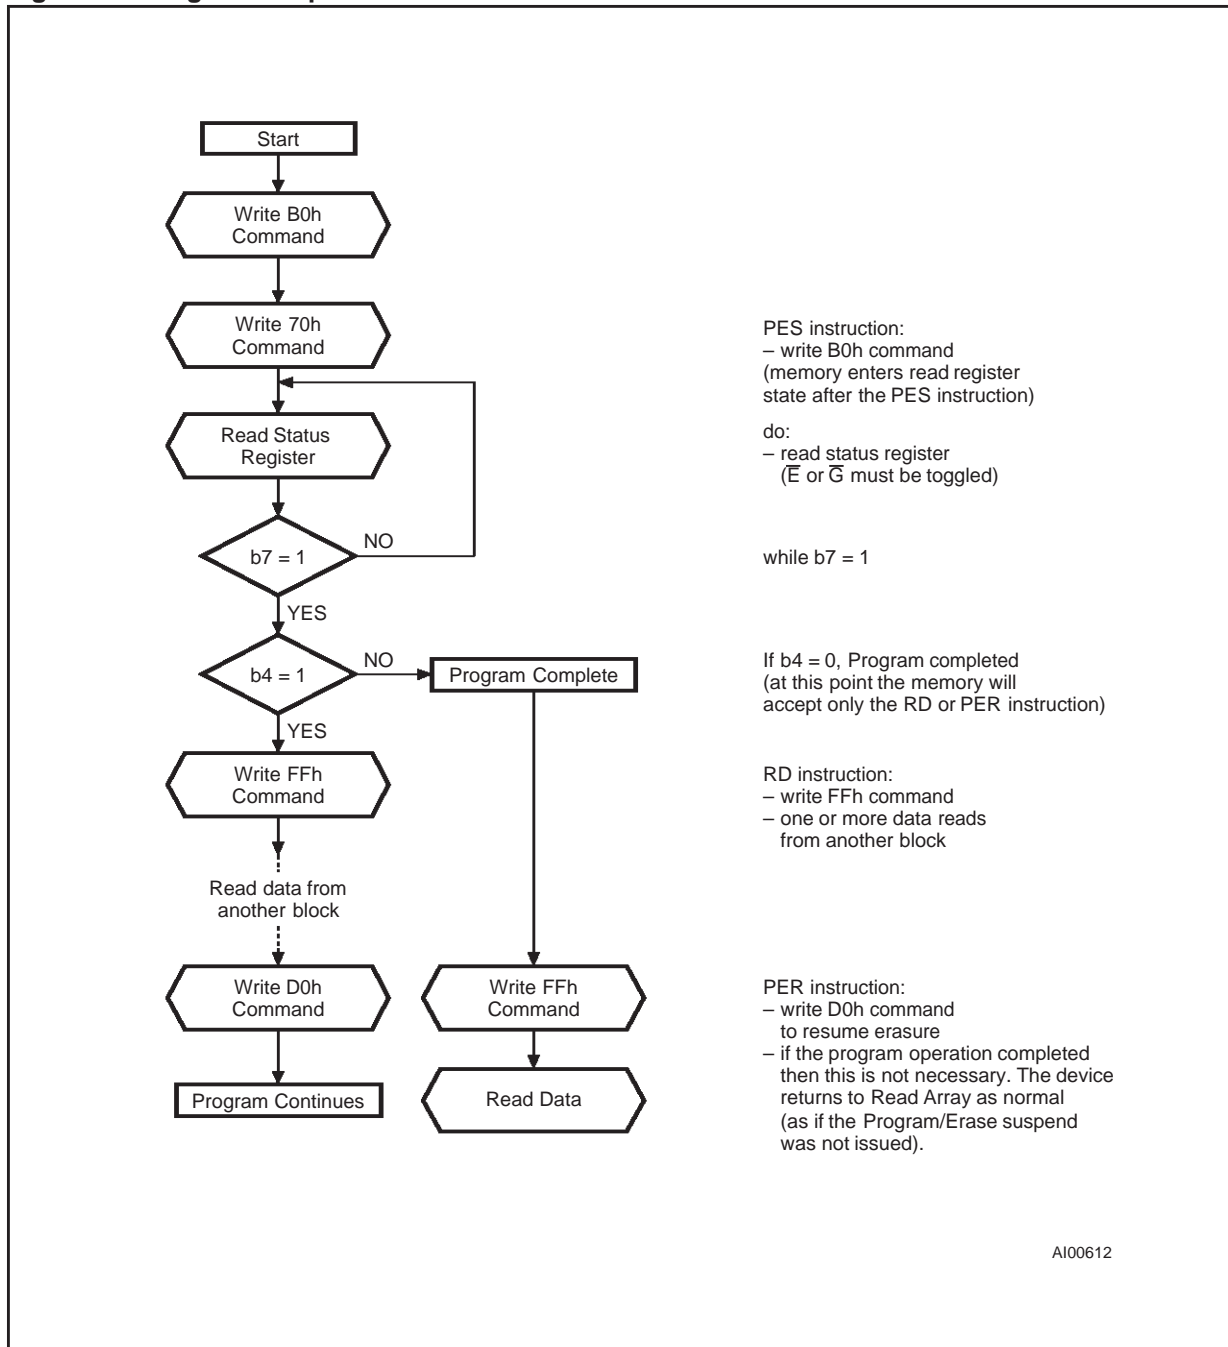 Start
Write B0h
Command
Write 70h
Command
Read Status
Register
b7 = 1
NO
YES
b4 = 1
NO
Program Complete
YES
Write FFh
Command
Read data from
another block
Write D0h
Command
Write FFh
Command
Program Continues
Read Data
PES instruction:
– write B0h command
(memory enters read register
state after the PES instruction)
do:
– read status register
(E̅ or G̅ must be toggled)
while b7 = 1
If b4 = 0, Program completed
(at this point the memory will
accept only the RD or PER instruction)
RD instruction:
– write FFh command
– one or more data reads
from another block
PER instruction:
– write D0h command
to resume erasure
– if the program operation completed
then this is not necessary. The device
returns to Read Array as normal
(as if the Program/Erase suspend
was not issued).
AI00612